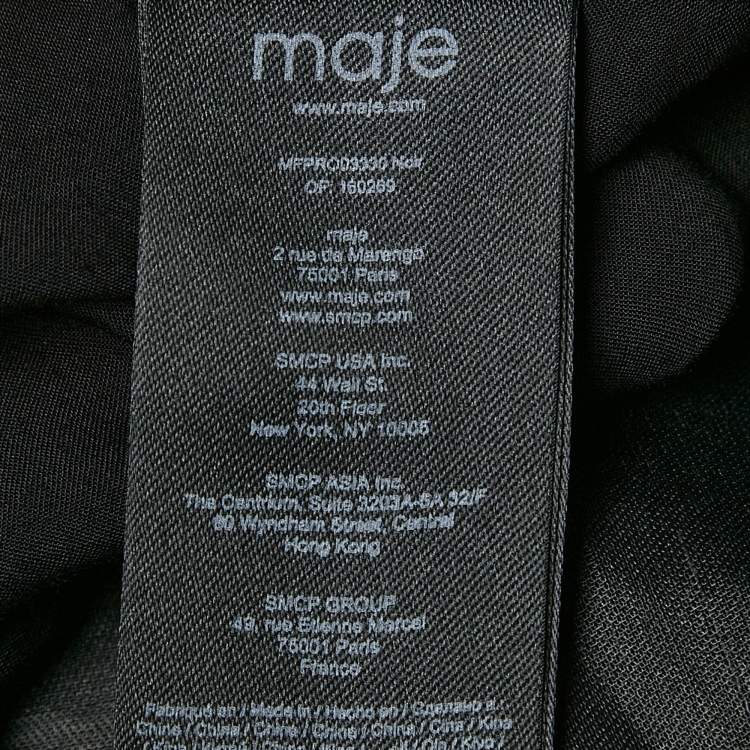 maje
www.maje.com
MFPRO03330 Noir
OF: 160269
maje
2 rue de Marengo
75001 Paris
www.maje.com
www.smcp.com
SMCP USA Inc.
44 Wall St.
20th Floor
New York, NY 10005
SMCP ASIA Inc.
The Centrium, Suite 3203A-5A 32/F
60 Wyndham Street, Central
Hong Kong
SMCP GROUP
49, rue Etienne Marcel
75001 Paris
France
Fabriqué en / Made in / Hecho en / Сделано в
Chine / China / Chine / China / China / Cina / Kina